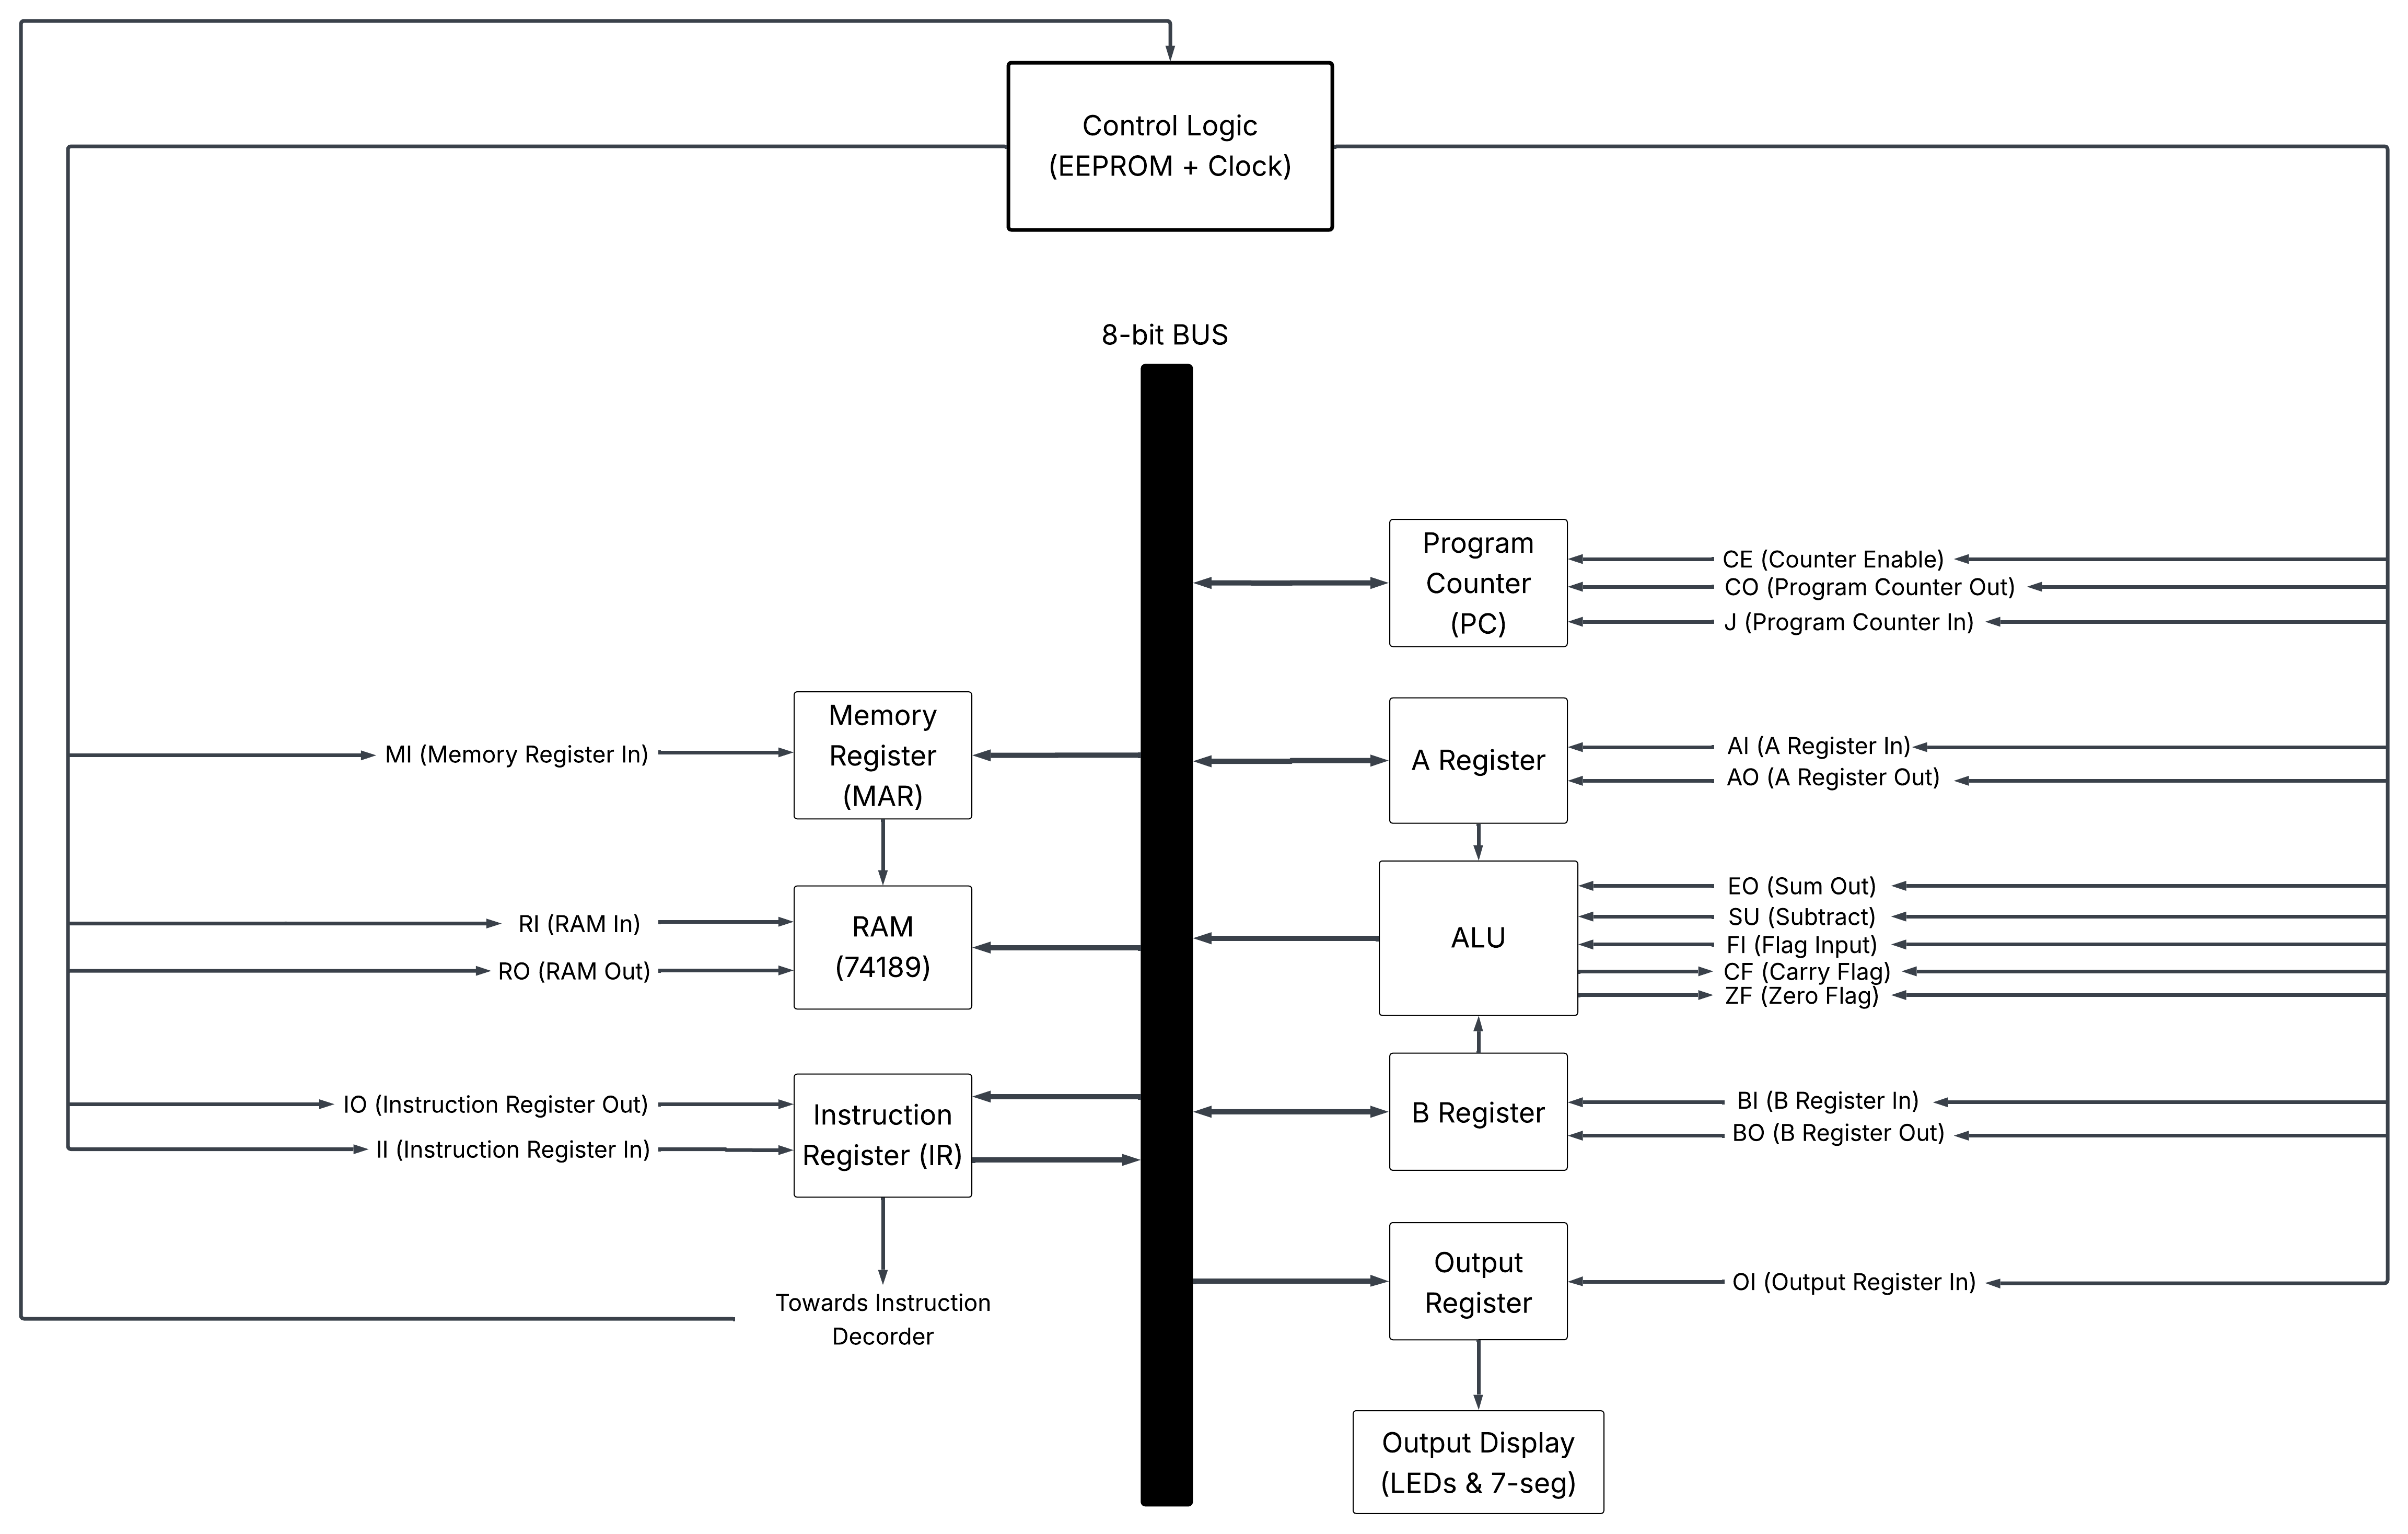 Control Logic
(EEPROM + Clock)
8-bit BUS
Program
Counter
(PC)
CE (Counter Enable)
CO (Program Counter Out)
J (Program Counter In)
Memory
Register
(MAR)
MI (Memory Register In)
A Register
AI (A Register In)
AO (A Register Out)
RAM
(74189)
RI (RAM In)
RO (RAM Out)
ALU
EO (Sum Out)
SU (Subtract)
FI (Flag Input)
CF (Carry Flag)
ZF (Zero Flag)
IO (Instruction Register Out)
II (Instruction Register In)
Instruction
Register (IR)
B Register
BI (B Register In)
BO (B Register Out)
Towards Instruction
Decorder
Output
Register
OI (Output Register In)
Output Display
(LEDs & 7-seg)